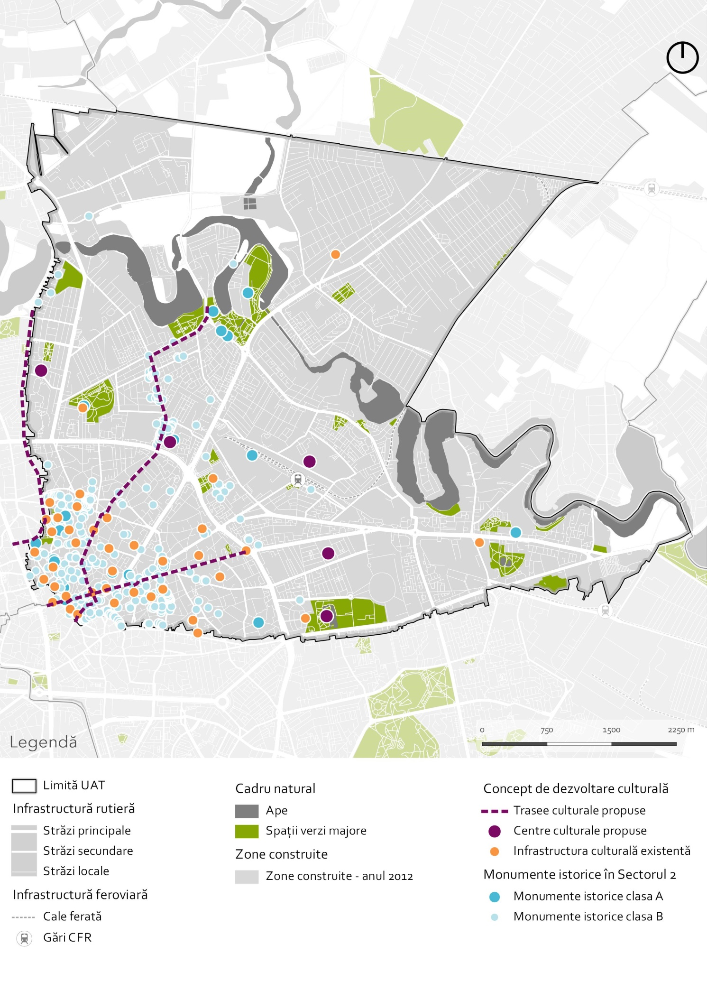 0 750 1500 2250 m
Legendă
Limită UAT
Infrastructură rutieră
Străzi principale
Străzi secundare
Străzi locale
Infrastructură feroviară
Cale ferată
Gări CFR
Cadru natural
Ape
Spații verzi majore
Zone construite
Zone construite - anul 2012
Concept de dezvoltare culturală
Trasee culturale propuse
Centre culturale propuse
Infrastructura culturală existentă
Monumente istorice în Sectorul 2
Monumente istorice clasa A
Monumente istorice clasa B